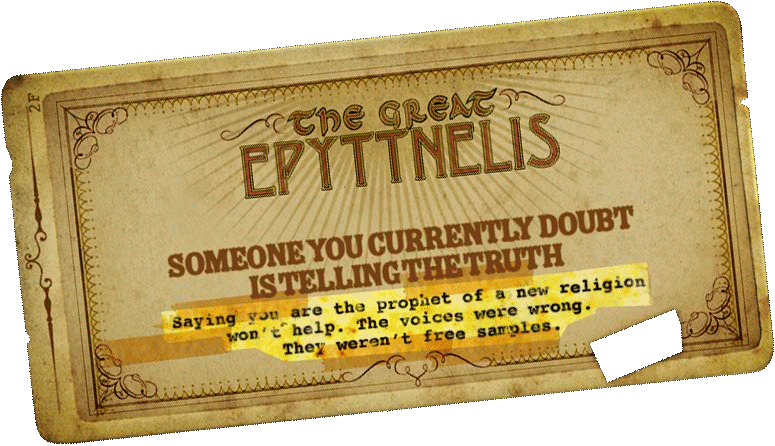 2F
THE GREAT
EPYTTNELIS
SOMEONE YOU CURRENTLY DOUBT
IS TELLING THE TRUTH
Saying you are the prophet of a new religion
won't help. The voices were wrong.
They weren't free samples.